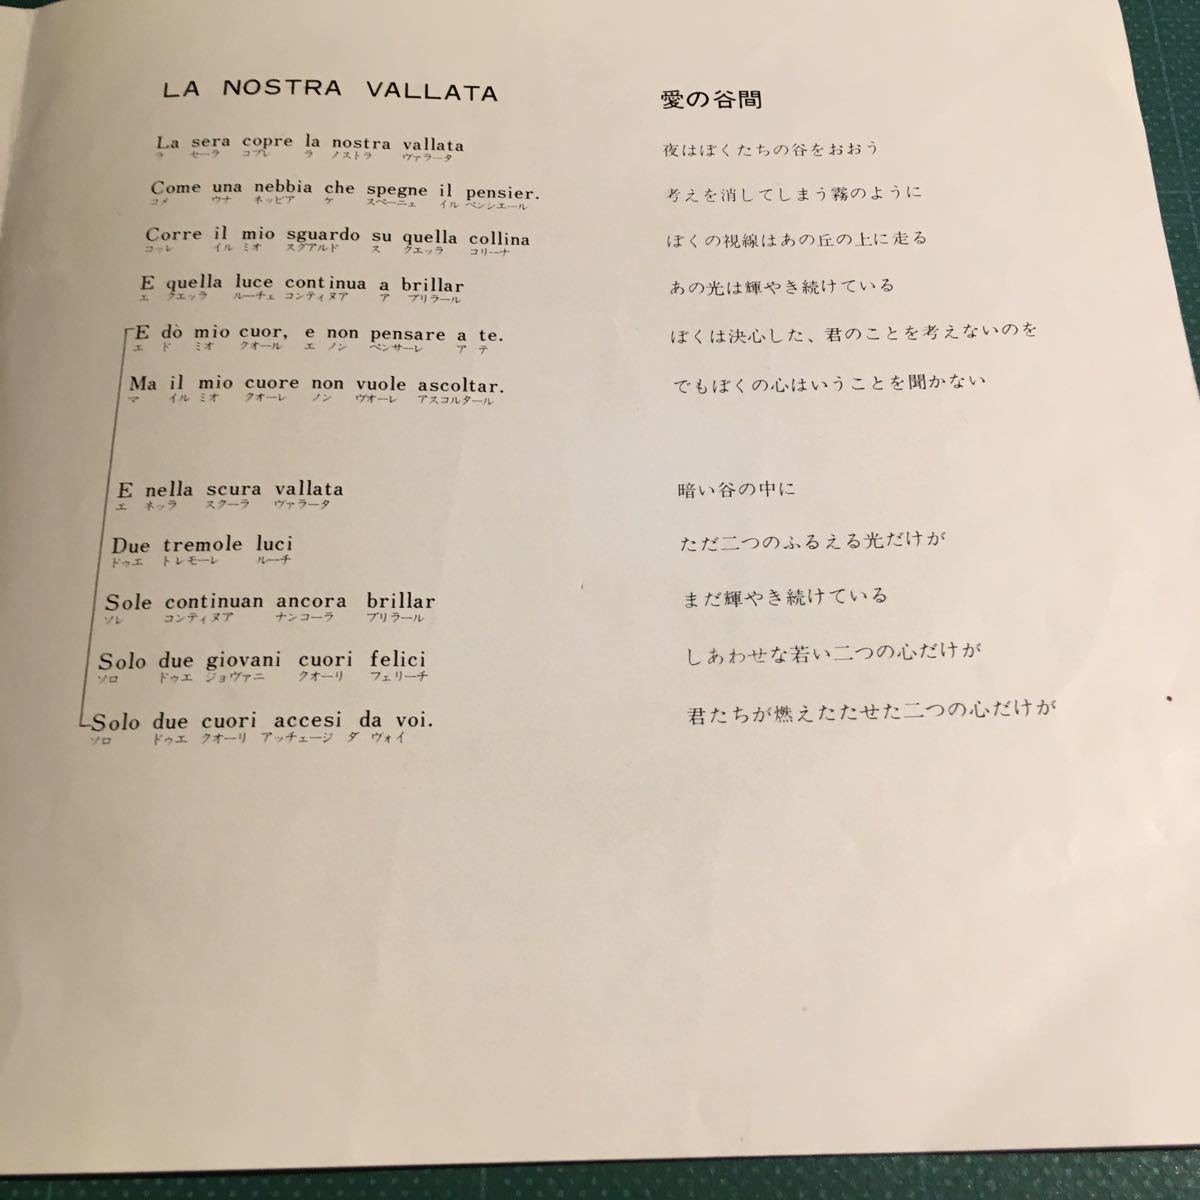 LA NOSTRA VALLATA
愛の谷間
La sera copre la nostra vallata
ラ セーラ コプレ ラ ノストラ ヴァラータ
夜はぼくたちの谷をおおう
Come una nebbia che spegne il pensier.
コメ ウナ ネッビア ケ スペーニェ イル ペンシエール
考えを消してしまう霧のように
Corre il mio sguardo su quella collina
コッレ イル ミオ スグアルド ス クエッラ コリーナ
ぼくの視線はあの丘の上に走る
E quella luce continua a brillar
エ クエッラ ルーチェ コンティヌア ア ブリラール
あの光は輝やき続けている
E dò mio cuor, e non pensare a te.
エ ド ミオ クオール エ ノン ペンサーレ ア テ
ぼくは決心した、君のことを考えないのを
Ma il mio cuore non vuole ascoltar.
マ イル ミオ クオーレ ノン ヴオーレ アスコルタール
でもぼくの心はいうことを聞かない
E nella scura vallata
エ ネッラ スクーラ ヴァラータ
暗い谷の中に
Due tremole luci
ドゥエ トレモーレ ルーチ
ただ二つのふるえる光だけが
Sole continuan ancora brillar
ソレ コンティヌア ナンコーラ ブリラール
まだ輝やき続けている
Solo due giovani cuori felici
ソロ ドゥエ ジョヴァニ クオーリ フェリーチ
しあわせな若い二つの心だけが
Solo due cuori accesi da voi.
ソロ ドゥエ クオーリ アッチェージ ダ ヴォイ
君たちが燃えたたせた二つの心だけが